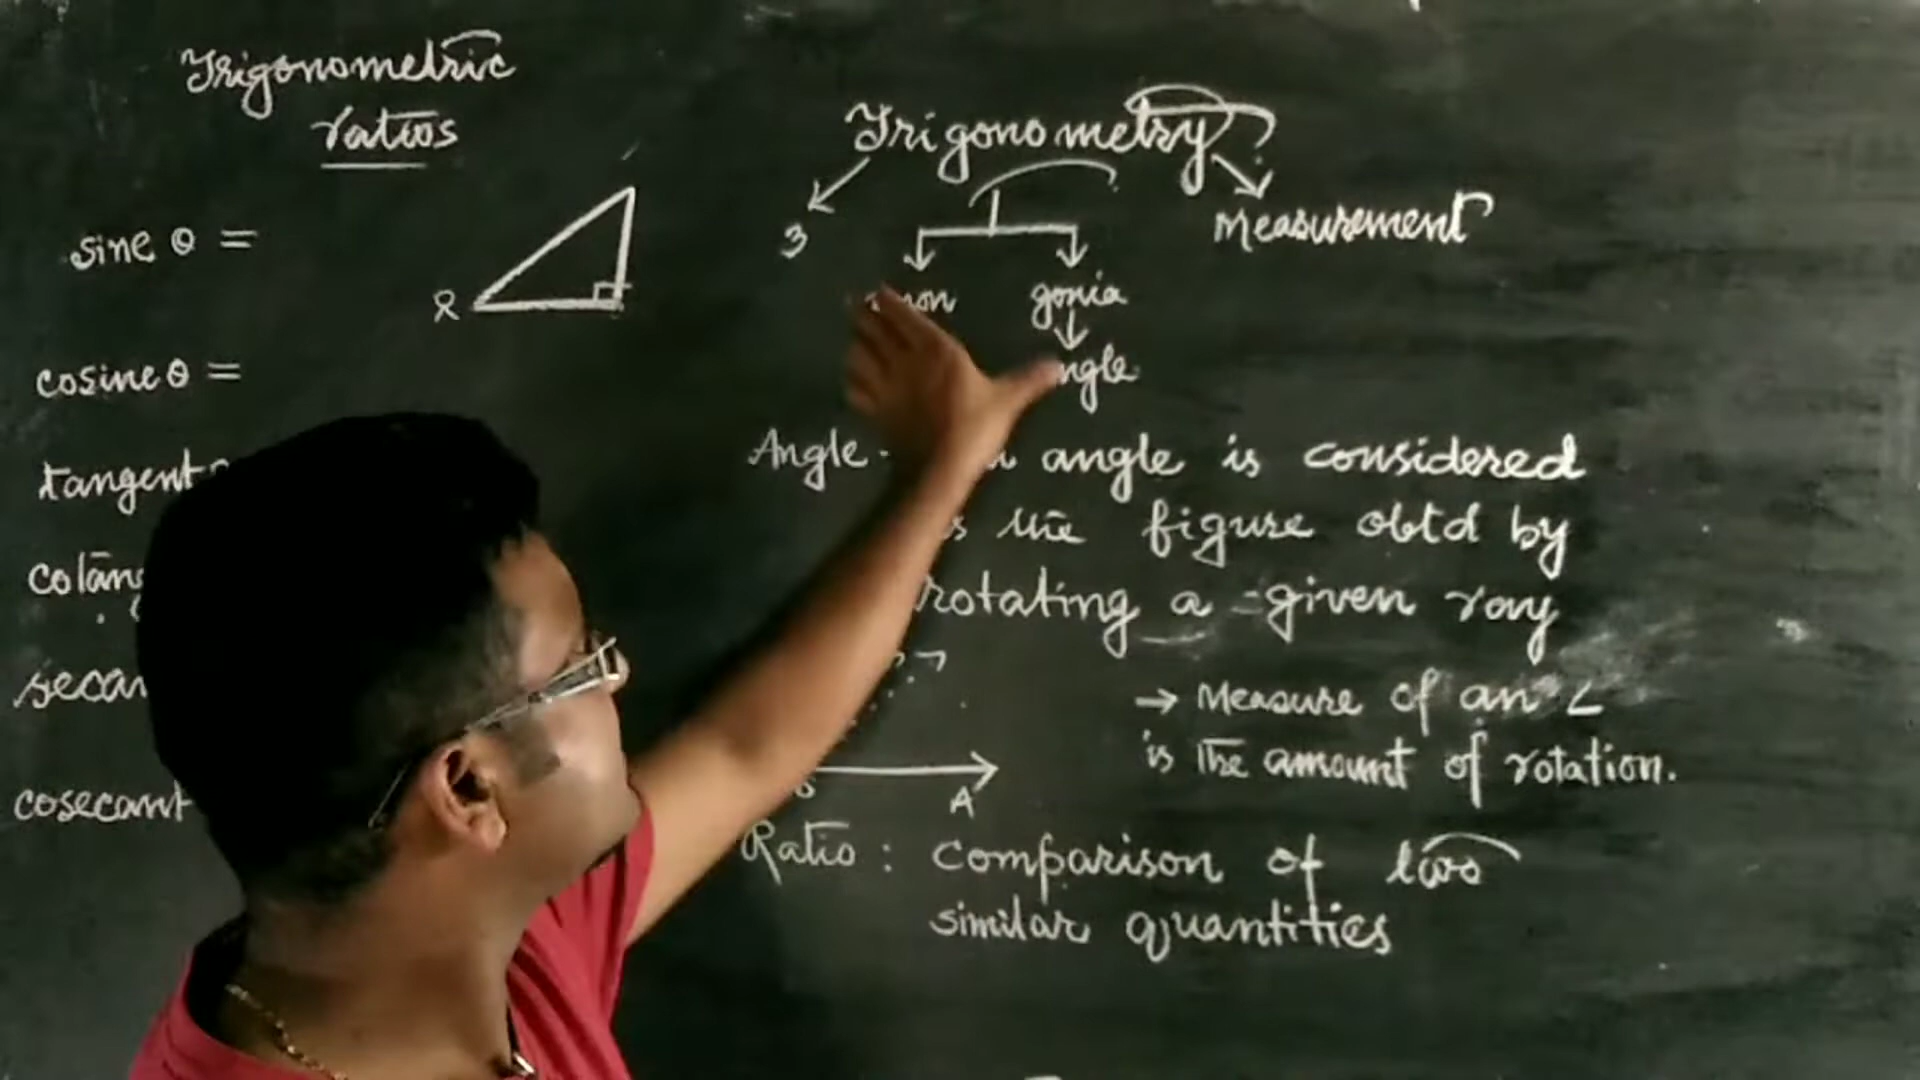 Trigonometric
ratios
sine θ =
cosine θ =
tangent
cotang
secan
cosecant
R
Trigonometry
3
Measurement
gonia
angle
Angle - angle is considered
as the figure obtd by
rotating a given ray
→ Measure of an ∠
is the amount of rotation.
A
Ratio : Comparison of two
similar quantities